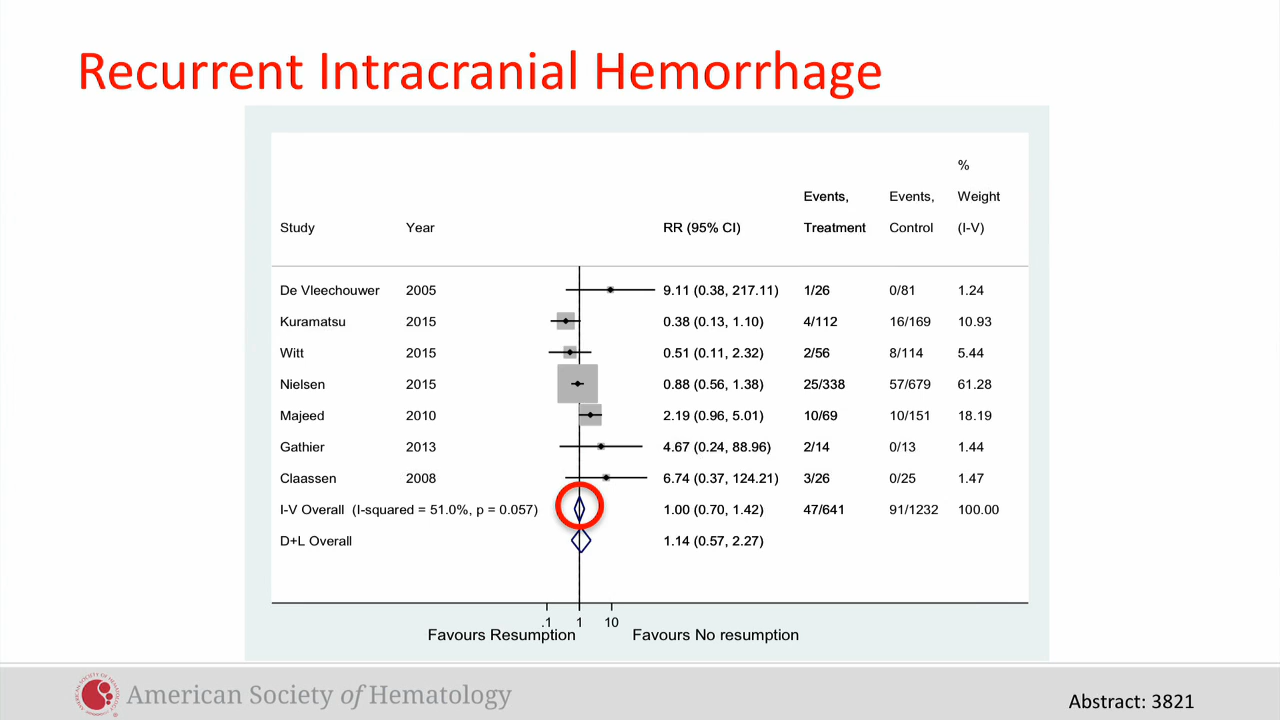 Recurrent Intracranial Hemorrhage
%
Events, Events, Weight
Study Year RR (95% CI) Treatment Control (I-V)
De Vleechouwer 2005 9.11 (0.38, 217.11) 1/26 0/81 1.24
Kuramatsu 2015 0.38 (0.13, 1.10) 4/112 16/169 10.93
Witt 2015 0.51 (0.11, 2.32) 2/56 8/114 5.44
Nielsen 2015 0.88 (0.56, 1.38) 25/338 57/679 61.28
Majeed 2010 2.19 (0.96, 5.01) 10/69 10/151 18.19
Gathier 2013 4.67 (0.24, 88.96) 2/14 0/13 1.44
Claassen 2008 6.74 (0.37, 124.21) 3/26 0/25 1.47
I-V Overall (I-squared = 51.0%, p = 0.057) 1.00 (0.70, 1.42) 47/641 91/1232 100.00
D+L Overall 1.14 (0.57, 2.27)
.1 1 10
Favours Resumption Favours No resumption
American Society of Hematology
Abstract: 3821